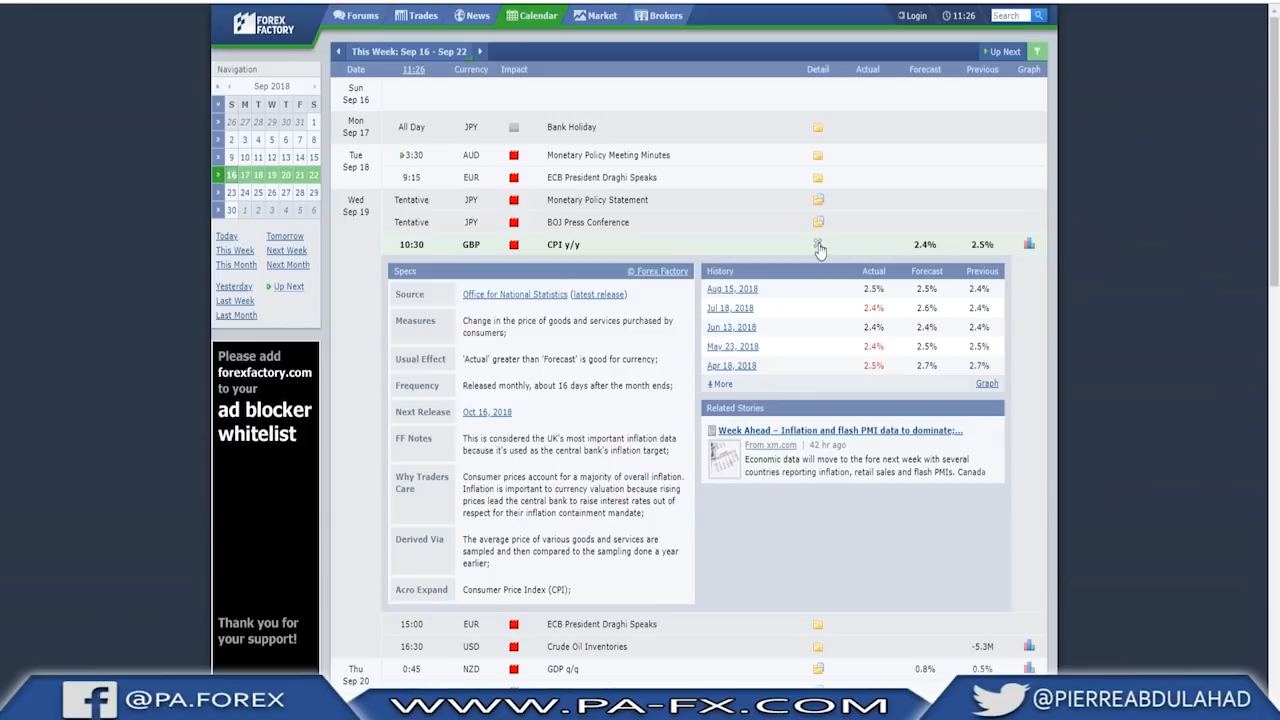 FOREX
FACTORY
Forums Trades News Calendar Market Brokers
Login 11:26 Search
This Week: Sep 16 - Sep 22
Up Next
Date 11:26 Currency Impact Detail Actual Forecast Previous Graph
Navigation
Sep 2018
S M T W T F S
26 27 28 29 30 31 1
2 3 4 5 6 7 8
9 10 11 12 13 14 15
16 17 18 19 20 21 22
23 24 25 26 27 28 29
30 1 2 3 4 5 6
Today Tomorrow
This Week Next Week
This Month Next Month
Yesterday Up Next
Last Week
Last Month
Please add
forexfactory.com
to your
ad blocker
whitelist
Thank you for
your support!
Sun
Sep 16
Mon
Sep 17
All Day JPY Bank Holiday
Tue
Sep 18
3:30 AUD Monetary Policy Meeting Minutes
9:15 EUR ECB President Draghi Speaks
Wed
Sep 19
Tentative JPY Monetary Policy Statement
Tentative JPY BOJ Press Conference
10:30 GBP CPI y/y 2.4% 2.5%
Specs © Forex Factory
Source Office for National Statistics (latest release)
Measures Change in the price of goods and services purchased by
consumers;
Usual Effect 'Actual' greater than 'Forecast' is good for currency;
Frequency Released monthly, about 16 days after the month ends;
Next Release Oct 16, 2018
FF Notes This is considered the UK's most important inflation data
because it's used as the central bank's inflation target;
Why Traders
Care
Consumer prices account for a majority of overall inflation.
Inflation is important to currency valuation because rising
prices lead the central bank to raise interest rates out of
respect for their inflation containment mandate;
Derived Via The average price of various goods and services are
sampled and then compared to the sampling done a year
earlier;
Acro Expand Consumer Price Index (CPI);
History Actual Forecast Previous
Aug 15, 2018 2.5% 2.5% 2.4%
Jul 18, 2018 2.4% 2.6% 2.4%
Jun 13, 2018 2.4% 2.4% 2.4%
May 23, 2018 2.4% 2.5% 2.5%
Apr 18, 2018 2.5% 2.7% 2.7%
More Graph
Related Stories
Week Ahead – Inflation and flash PMI data to dominate;...
From xm.com | 42 hr ago
Economic data will move to the fore next week with several
countries reporting inflation, retail sales and flash PMIs. Canada
15:00 EUR ECB President Draghi Speaks
16:30 USD Crude Oil Inventories -5.3M
Thu
Sep 20
0:45 NZD GDP q/q 0.8% 0.5%
@PA.FOREX
WWW.PA-FX.COM
@PIERREABDULAHAD